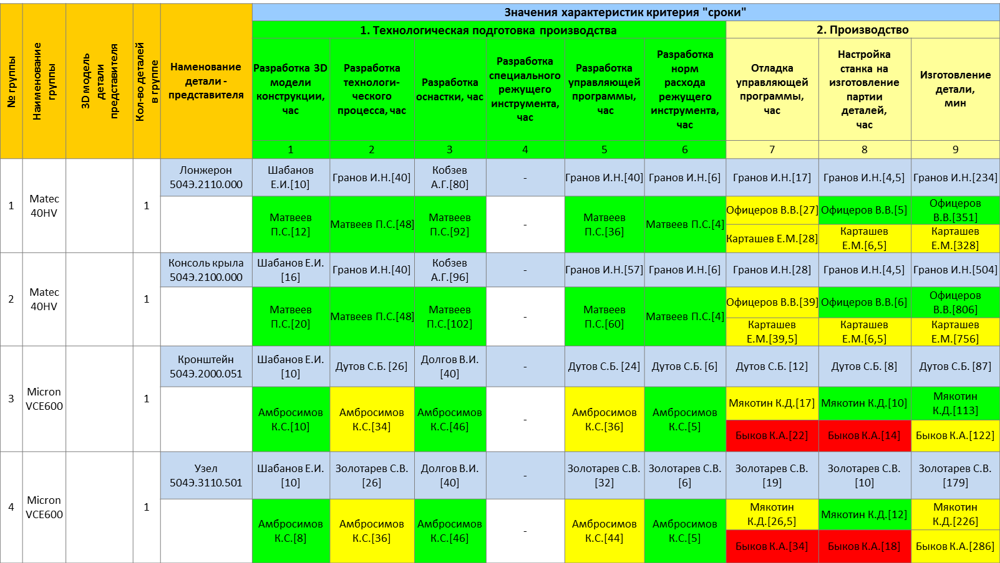 Значения характеристик критерия "сроки"
1. Технологическая подготовка производства
2. Производство
№ группы
Наименование
группы
3D модель
детали
представителя
Кол-во деталей
в группе
Наменование
детали -
представителя
Разработка 3D
модели
конструкции,
час
Разработка
технологи-
ческого
процесса, час
Разработка
оснастки, час
Разработка
специального
режущего
инструмента,
час
Разработка
управляющей
программы,
час
Разработка
норм
расхода
режущего
инструмента,
час
Отладка
управляющей
программы,
час
Настройка
станка на
изготовление
партии
деталей,
час
Изготовление
детали,
мин
1
2
3
4
5
6
7
8
9
1
Matec
40HV
1
Лонжерон
504Э.2110.000
Шабанов
Е.И.[10]
Гранов И.Н.[40]
Кобзев
А.Г.[80]
-
Гранов И.Н.[40]
Гранов И.Н.[6]
Гранов И.Н.[17]
Гранов И.Н.[4,5]
Гранов И.Н.[234]
Матвеев
П.С.[12]
Матвеев П.С.[48]
Матвеев
П.С.[92]
-
Матвеев
П.С.[36]
Матвеев П.С.[4]
Офицеров В.В.[27]
Офицеров В.В.[5]
Офицеров
В.В.[351]
Карташев Е.М.[28]
Карташев
Е.М.[6,5]
Карташев
Е.М.[328]
2
Matec
40HV
1
Консоль крыла
504Э.2100.000
Шабанов Е.И.
[16]
Гранов И.Н.[40]
Кобзев
А.Г.[96]
-
Гранов И.Н.[57]
Гранов И.Н.[6]
Гранов И.Н.[28]
Гранов И.Н.[4,5]
Гранов И.Н.[504]
Матвеев
П.С.[20]
Матвеев П.С.[48]
Матвеев
П.С.[102]
-
Матвеев
П.С.[60]
Матвеев П.С.[4]
Офицеров В.В.[39]
Офицеров В.В.[6]
Офицеров
В.В.[806]
Карташев
Е.М.[39,5]
Карташев
Е.М.[6,5]
Карташев
Е.М.[756]
3
Micron
VCE600
1
Кронштейн
504Э.2000.051
Шабанов Е.И.
[10]
Дутов С.Б. [26]
Долгов В.И.
[40]
-
Дутов С.Б. [24]
Дутов С.Б. [6]
Дутов С.Б. [12]
Дутов С.Б. [8]
Дутов С.Б. [87]
Амбросимов
К.С.[10]
Амбросимов
К.С.[34]
Амбросимов
К.С.[46]
-
Амбросимов
К.С.[36]
Амбросимов
К.С.[5]
Мякотин К.Д.[17]
Мякотин К.Д.[10]
Мякотин
К.Д.[113]
Быков К.А.[22]
Быков К.А.[14]
Быков К.А.[122]
4
Micron
VCE600
1
Узел
504Э.3110.501
Шабанов Е.И.
[10]
Золотарев С.В.
[26]
Долгов В.И.
[40]
-
Золотарев С.В.
[32]
Золотарев С.В.
[6]
Золотарев С.В.
[19]
Золотарев С.В.
[10]
Золотарев С.В.
[179]
Амбросимов
К.С.[8]
Амбросимов
К.С.[36]
Амбросимов
К.С.[46]
-
Амбросимов
К.С.[44]
Амбросимов
К.С.[5]
Мякотин
К.Д.[26,5]
Мякотин К.Д.[12]
Мякотин
К.Д.[226]
Быков К.А.[34]
Быков К.А.[18]
Быков К.А.[286]